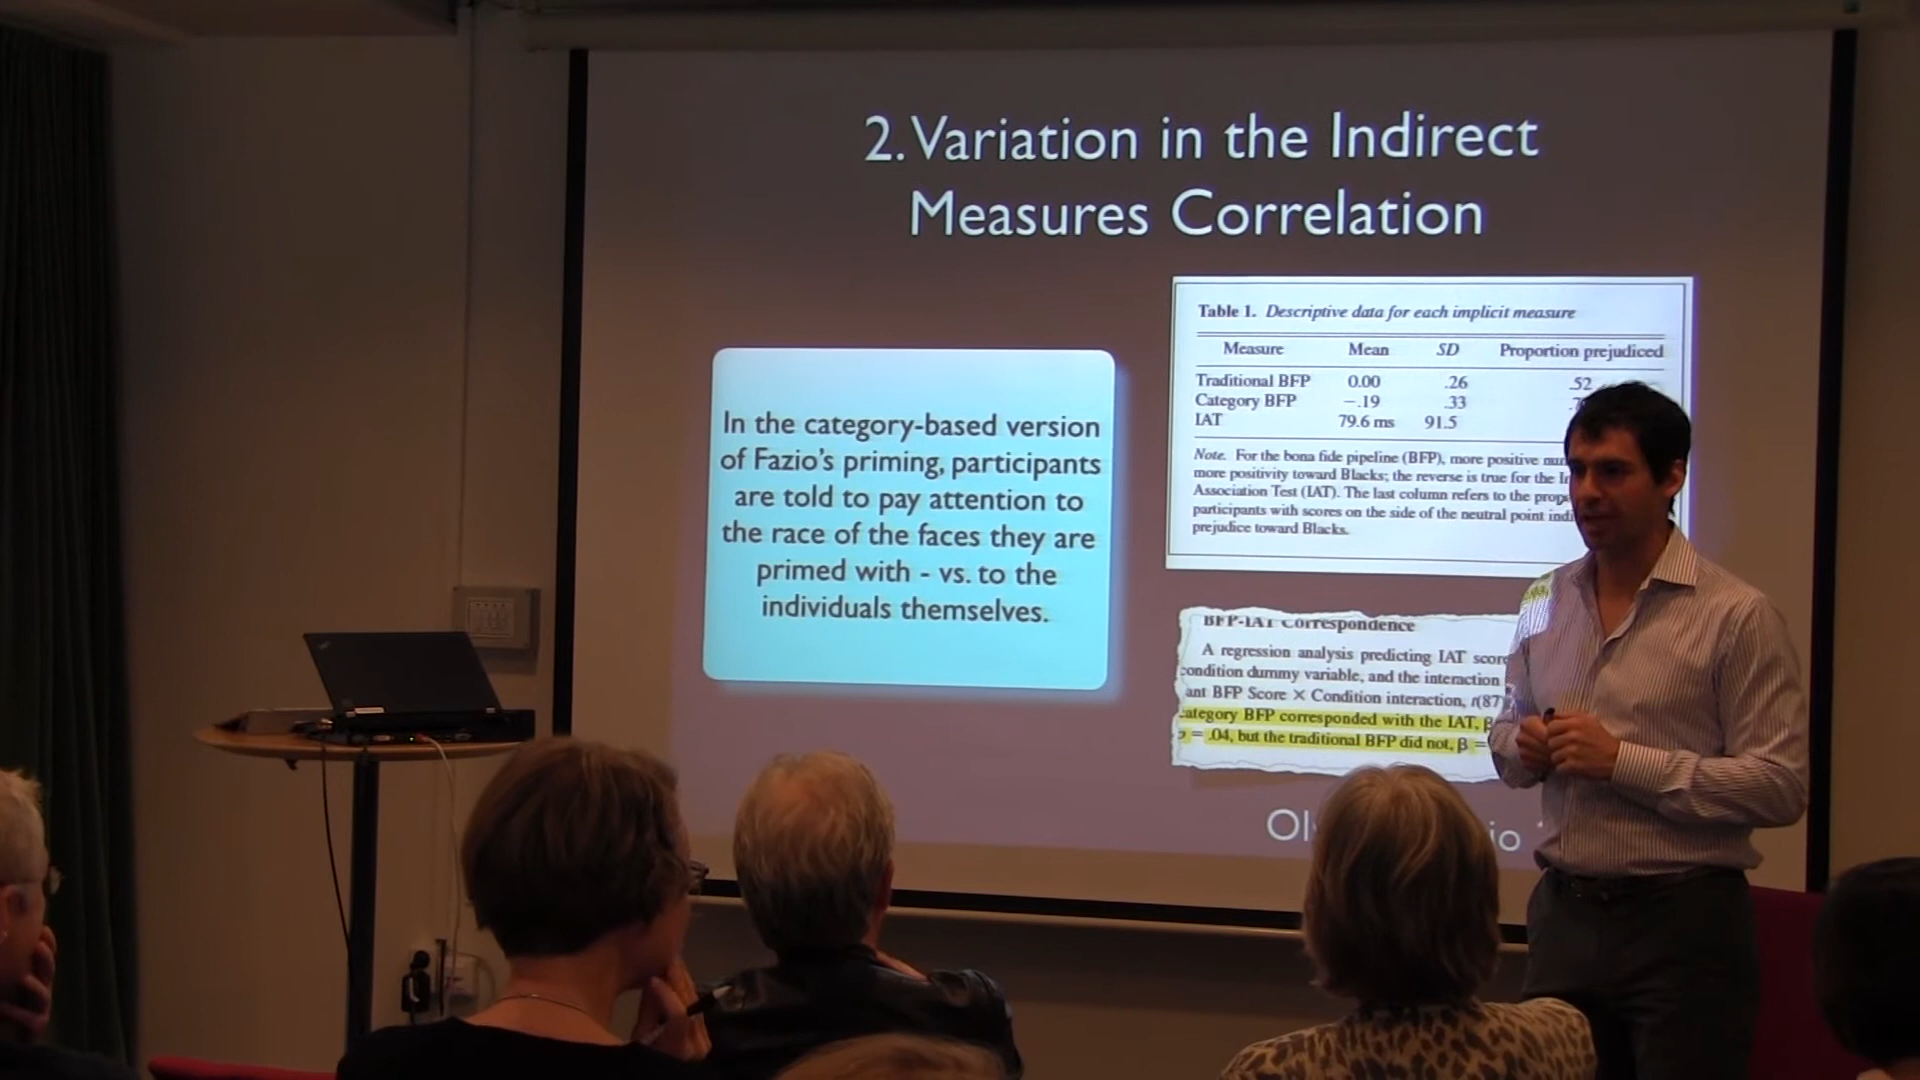 2. Variation in the Indirect
Measures Correlation
In the category-based version
of Fazio's priming, participants
are told to pay attention to
the race of the faces they are
primed with - vs. to the
individuals themselves.
Table 1. Descriptive data for each implicit measure
Measure Mean SD Proportion prejudiced
Traditional BFP 0.00 .26 .52
Category BFP −.19 .33
IAT 79.6 ms 91.5
Note. For the bona fide pipeline (BFP), more positive
more positivity toward Blacks; the reverse is true for the
Association Test (IAT). The last column refers to the
participants with scores on the side of the neutral point
prejudice toward Blacks.
BFP-IAT Correspondence
A regression analysis predicting IAT
condition dummy variable, and the interaction
BFP Score × Condition interaction,
BFP corresponded with the IAT,
= .04, but the traditional BFP did not, β =